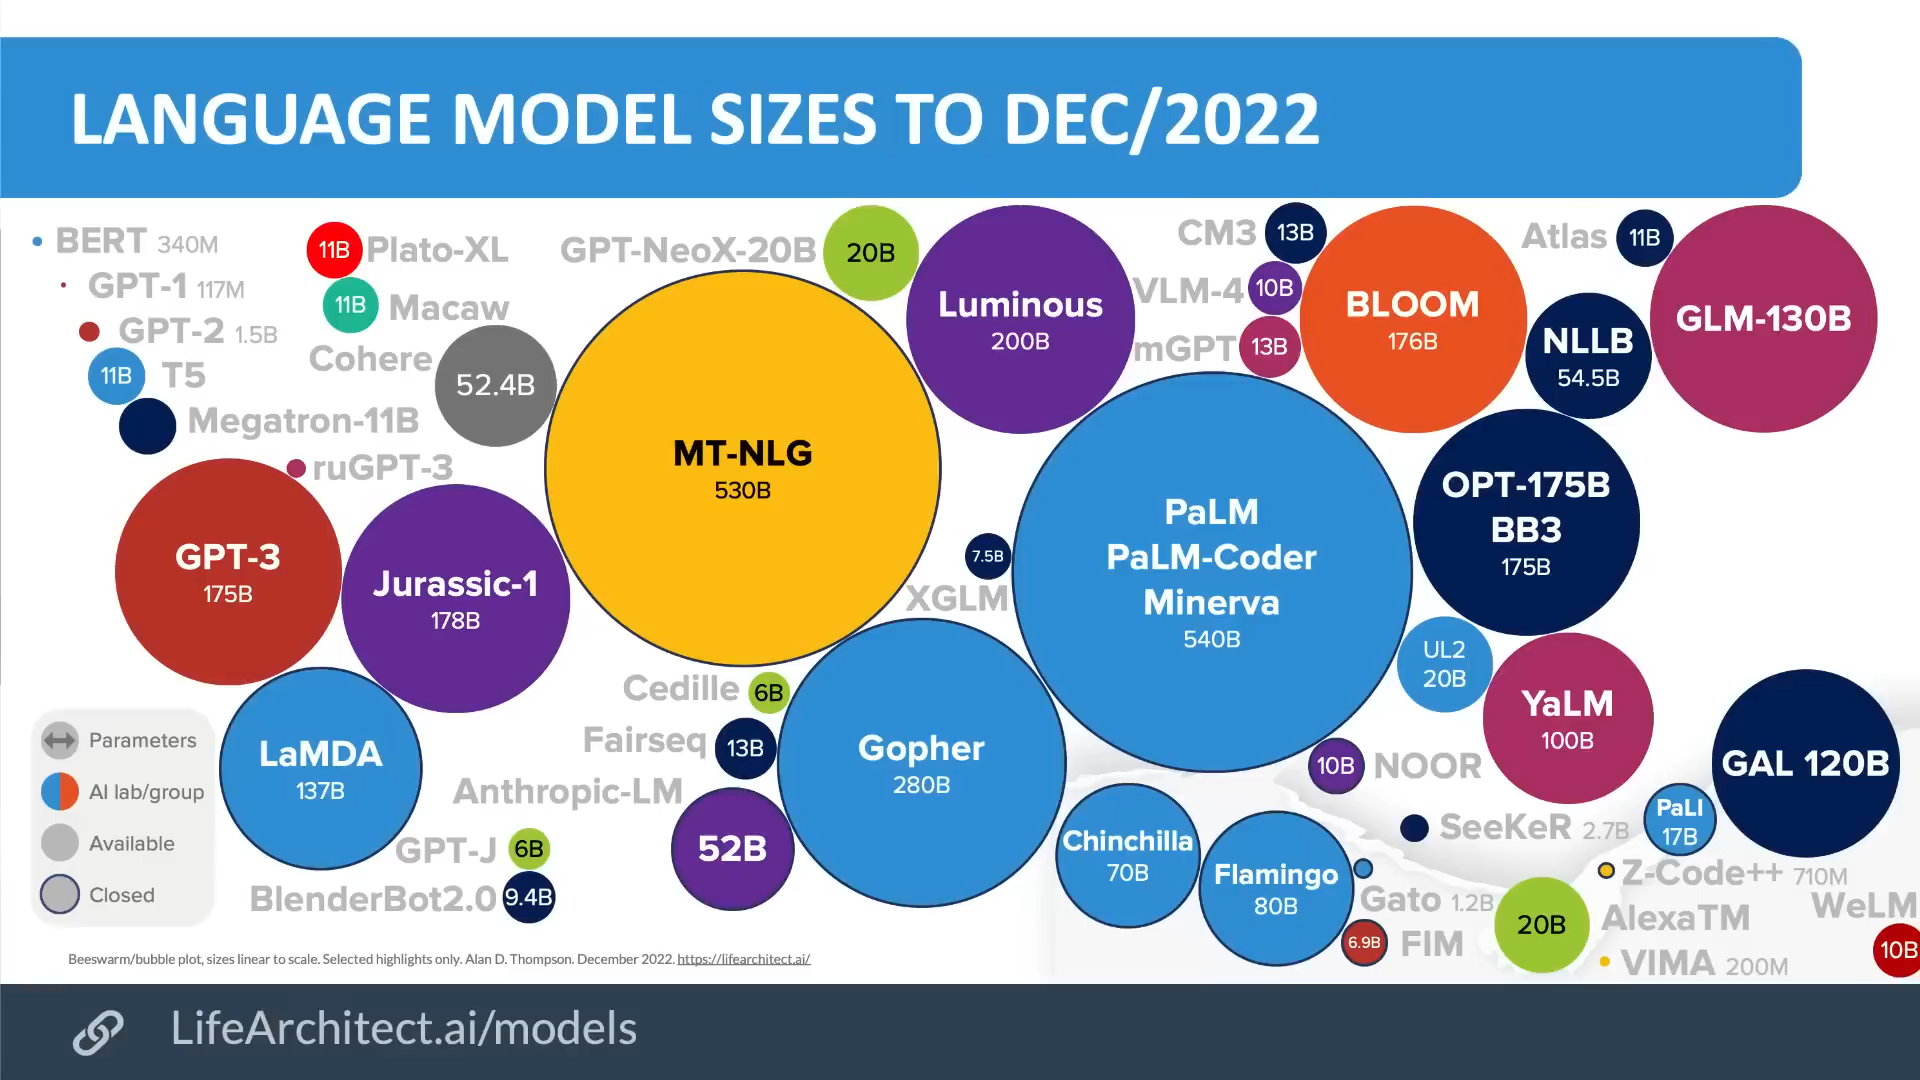 LANGUAGE MODEL SIZES TO DEC/2022
BERT 340M
GPT-1 117M
GPT-2 1.5B
11B T5
Megatron-11B
ruGPT-3
11B Plato-XL
11B Macaw
Cohere 52.4B
GPT-3
175B
Jurassic-1
178B
LaMDA
137B
MT-NLG
530B
GPT-NeoX-20B 20B
Luminous
200B
CM3 13B
VLM-4 10B
mGPT 13B
BLOOM
176B
Atlas 11B
NLLB
54.5B
GLM-130B
7.5B
XGLM
PaLM
PaLM-Coder
Minerva
540B
OPT-175B
BB3
175B
UL2
20B
YaLM
100B
GAL 120B
Cedille 6B
Fairseq 13B
Anthropic-LM
52B
GPT-J 6B
BlenderBot2.0 9.4B
Gopher
280B
Chinchilla
70B
Flamingo
80B
10B NOOR
SeeKeR 2.7B
PaLI
17B
Gato 1.2B
6.9B FIM
Z-Code++ 710M
20B AlexaTM
VIMA 200M
WeLM
10B
Parameters
AI lab/group
Available
Closed
Beeswarm/bubble plot, sizes linear to scale. Selected highlights only. Alan D. Thompson. December 2022. https://lifearchitect.ai/
LifeArchitect.ai/models